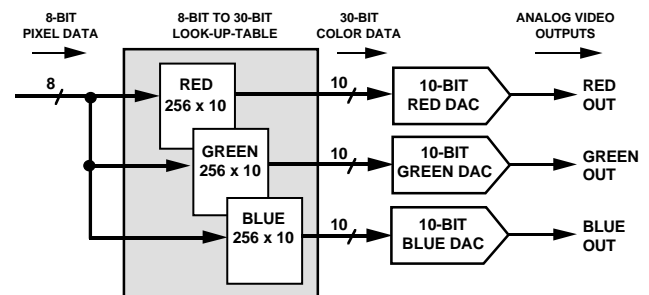 8-BIT
PIXEL DATA
8-BIT TO 30-BIT
LOOK-UP-TABLE
30-BIT
COLOR DATA
ANALOG VIDEO
OUTPUTS
8
RED
256 x 10
10
10-BIT
RED DAC
RED
OUT
GREEN
256 x 10
10
10-BIT
GREEN DAC
GREEN
OUT
BLUE
256 x 10
10
10-BIT
BLUE DAC
BLUE
OUT